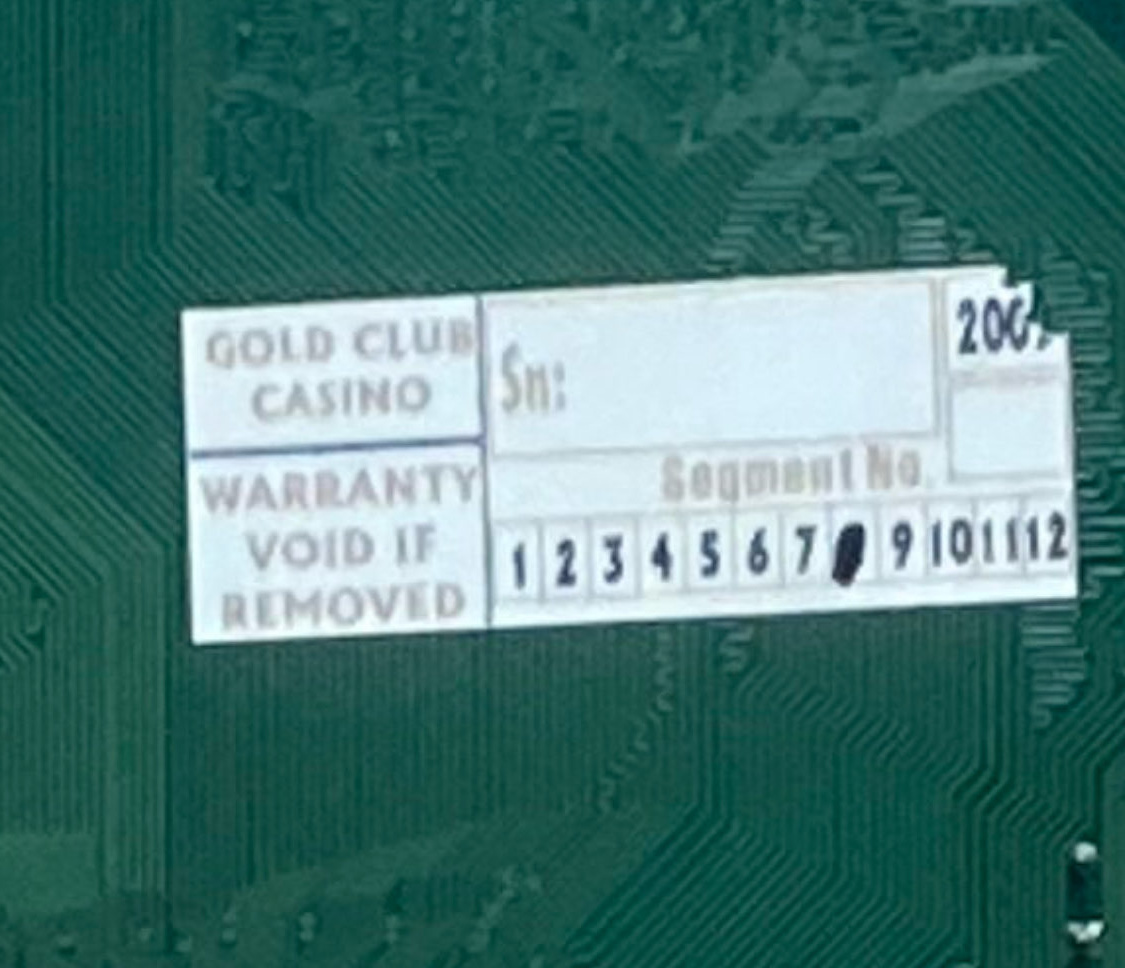 GOLD CLUB
CASINO
WARRANTY
VOID IF
REMOVED
Sn:
Segment No.
1 2 3 4 5 6 7 9 10 11 12